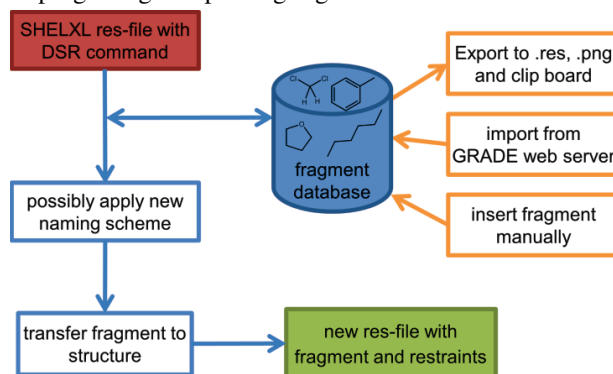 SHELXL res-file with
DSR command
Cl
Cl
H H
O
fragment
database
Export to .res, .png
and clip board
import from
GRADE web server
insert fragment
manually
possibly apply new
naming scheme
transfer fragment to
structure
new res-file with
fragment and restraints